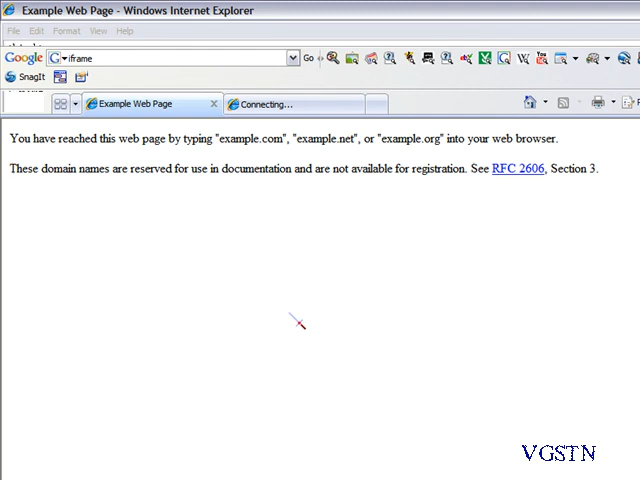 Example Web Page - Windows Internet Explorer
File Edit Format View Help
Google G iframe Go
SnagIt
Example Web Page Connecting...
You have reached this web page by typing "example.com", "example.net", or "example.org" into your web browser.
These domain names are reserved for use in documentation and are not available for registration. See RFC 2606, Section 3.
VGSTN